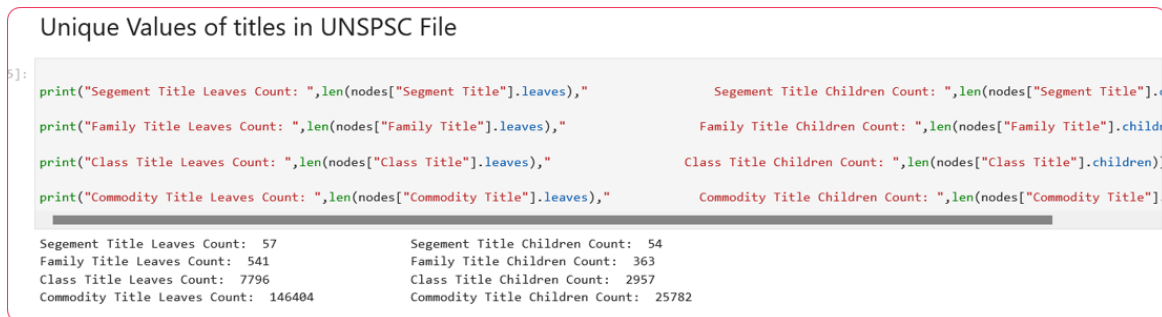 Unique Values of titles in UNSPSC File
5]:
print("Segement Title Leaves Count: ",len(nodes["Segment Title"].leaves)," Segement Title Children Count: ",len(nodes["Segment Title"].c
print("Family Title Leaves Count: ",len(nodes["Family Title"].leaves)," Family Title Children Count: ",len(nodes["Family Title"].childr
print("Class Title Leaves Count: ",len(nodes["Class Title"].leaves)," Class Title Children Count: ",len(nodes["Class Title"].children))
print("Commodity Title Leaves Count: ",len(nodes["Commodity Title"].leaves)," Commodity Title Children Count: ",len(nodes["Commodity Title"].
Segement Title Leaves Count: 57 Segement Title Children Count: 54
Family Title Leaves Count: 541 Family Title Children Count: 363
Class Title Leaves Count: 7796 Class Title Children Count: 2957
Commodity Title Leaves Count: 146404 Commodity Title Children Count: 25782